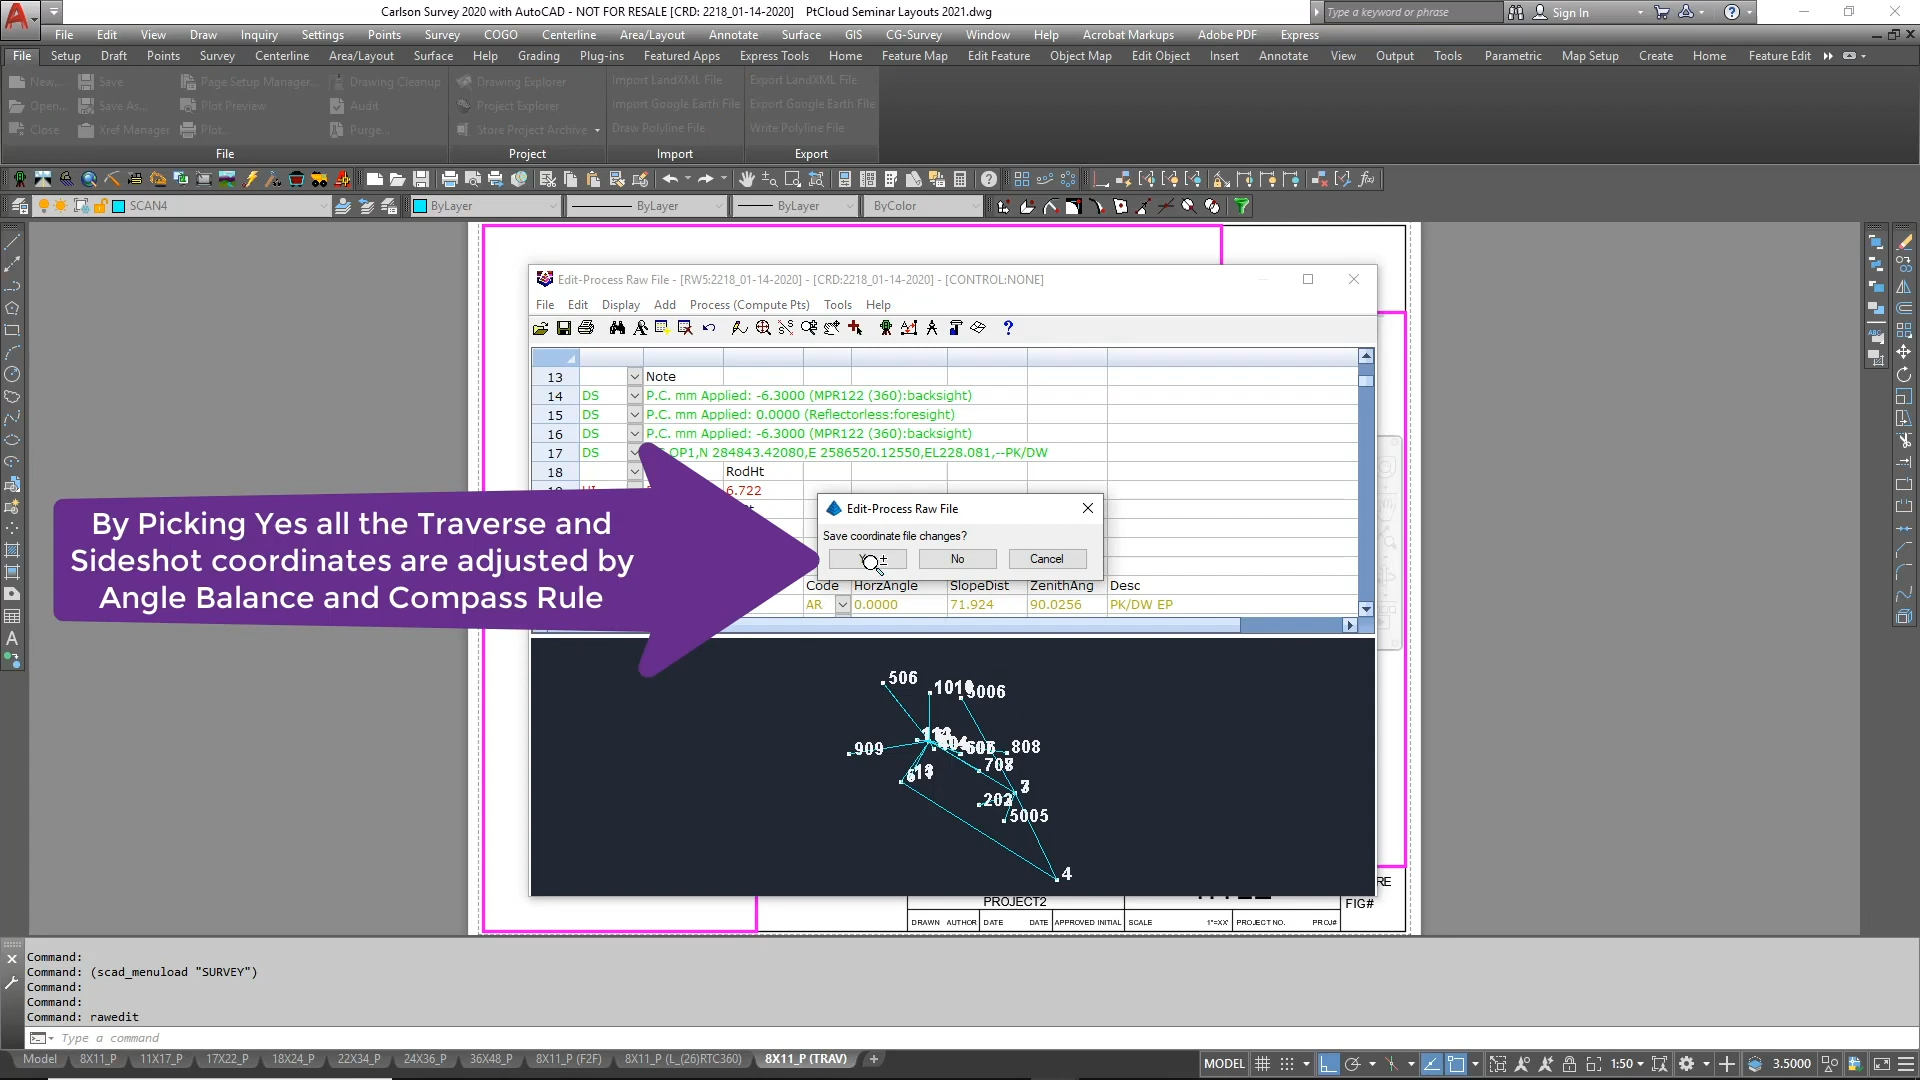 Carlson Survey 2020 with AutoCAD - NOT FOR RESALE [CRD: 2218_01-14-2020] PtCloud Seminar Layouts 2021.dwg
Type a keyword or phrase
Sign In
File Edit View Draw Inquiry Settings Points Survey COGO Centerline Area/Layout Annotate Surface GIS CG-Survey Window Help Acrobat Markups Adobe PDF Express
File Setup Draft Points Survey Centerline Area/Layout Surface Help Grading Plug-ins Featured Apps Express Tools Home Feature Map Edit Feature Object Map Edit Object Insert Annotate View Output Tools Parametric Map Setup Create Home Feature Edit
New... Save Page Setup Manager... Drawing Cleanup Drawing Explorer Import LandXML File Export LandXML File
Open... Save As... Plot Preview Audit Project Explorer Import Google Earth File Export Google Earth File
Close Xref Manager Plot... Purge... Store Project Archive Draw Polyline File Write Polyline File
File Project Import Export
SCAN4 ByLayer ByLayer ByLayer ByColor
Edit-Process Raw File - [RW5:2218_01-14-2020] - [CRD:2218_01-14-2020] - [CONTROL:NONE]
File Edit Display Add Process (Compute Pts) Tools Help
13 Note
14 DS P.C. mm Applied: -6.3000 (MPR122 (360):backsight)
15 DS P.C. mm Applied: 0.0000 (Reflectorless:foresight)
16 DS P.C. mm Applied: -6.3000 (MPR122 (360):backsight)
17 DS OP1,N 284843.42080,E 2586520.12550,EL228.081,--PK/DW
18 RodHt
6.722
By Picking Yes all the Traverse and
Sideshot coordinates are adjusted by
Angle Balance and Compass Rule
Edit-Process Raw File
Save coordinate file changes?
No Cancel
Code HorzAngle SlopeDist ZenithAng Desc
AR 0.0000 71.924 90.0256 PK/DW EP
506
5006
909
808
5005
4
PROJECT2
FIG#
DRAWN AUTHOR DATE DATE APPROVED INITIAL SCALE 1"=XX' PROJECT NO. PROJ#
Command:
Command: (scad_menuload "SURVEY")
Command:
Command:
Command: rawedit
Type a command
Model 8X11_P 11X17_P 17X22_P 18X24_P 22X34_P 24X36_P 36X48_P 8X11_P (F2F) 8X11_P (L_(26)RTC360) 8X11_P (TRAV) +
MODEL 1:50 3.5000